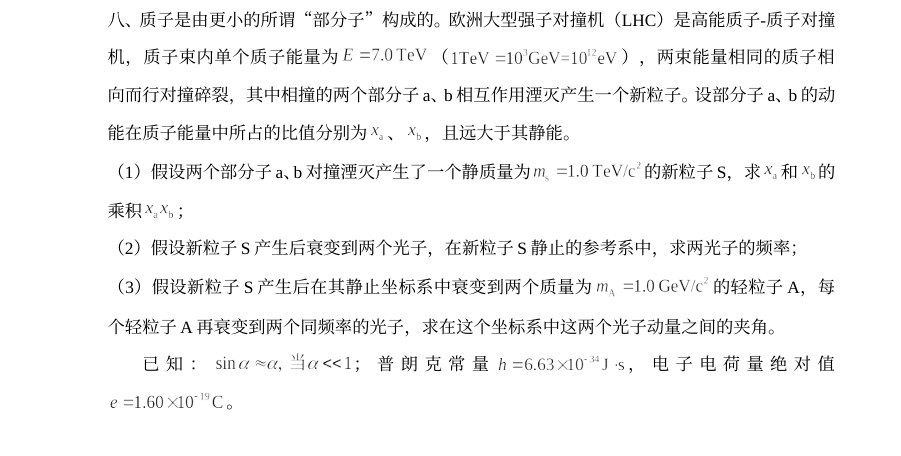 八、质子是由更小的所谓“部分子”构成的。欧洲大型强子对撞机（LHC）是高能质子-质子对撞
机，质子束内单个质子能量为 E =7.0 TeV（1TeV =10³GeV=10¹²eV），两束能量相同的质子相
向而行对撞碎裂，其中相撞的两个部分子 a、b 相互作用湮灭产生一个新粒子。设部分子 a、b 的动
能在质子能量中所占的比值分别为 xₐ 、 x_b ，且远大于其静能。
（1）假设两个部分子 a、b 对撞湮灭产生了一个静质量为 m_s =1.0 TeV/c² 的新粒子 S，求 xₐ 和 x_b 的
乘积 xₐx_b；
（2）假设新粒子 S 产生后衰变到两个光子，在新粒子 S 静止的参考系中，求两光子的频率；
（3）假设新粒子 S 产生后在其静止坐标系中衰变到两个质量为 m_A =1.0 GeV/c² 的轻粒子 A，每
个轻粒子 A 再衰变到两个同频率的光子，求在这个坐标系中这两个光子动量之间的夹角。
已知：sin α ≈ α, 当 α <<1；普朗克常量 h =6.63×10⁻³⁴J ·s，电子电荷量绝对值
e =1.60×10⁻¹⁹C。